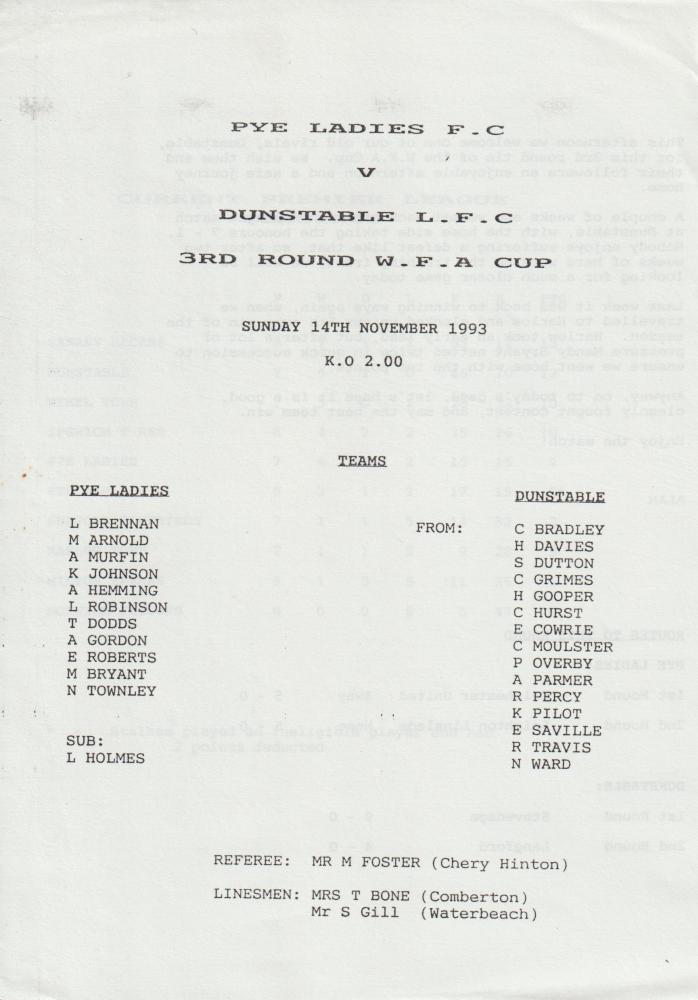 PYE LADIES F.C
V
DUNSTABLE L.F.C
3RD ROUND W.F.A CUP
SUNDAY 14TH NOVEMBER 1993
K.O 2.00
TEAMS
PYE LADIES
L BRENNAN
M ARNOLD
A MURFIN
K JOHNSON
A HEMMING
L ROBINSON
T DODDS
A GORDON
E ROBERTS
M BRYANT
N TOWNLEY
SUB:
L HOLMES
DUNSTABLE
FROM: C BRADLEY
H DAVIES
S DUTTON
C GRIMES
H GOOPER
C HURST
E COWRIE
C MOULSTER
P OVERBY
A PARMER
R PERCY
K PILOT
E SAVILLE
R TRAVIS
N WARD
REFEREE: MR M FOSTER (Chery Hinton)
LINESMEN: MRS T BONE (Comberton)
Mr S Gill (Waterbeach)